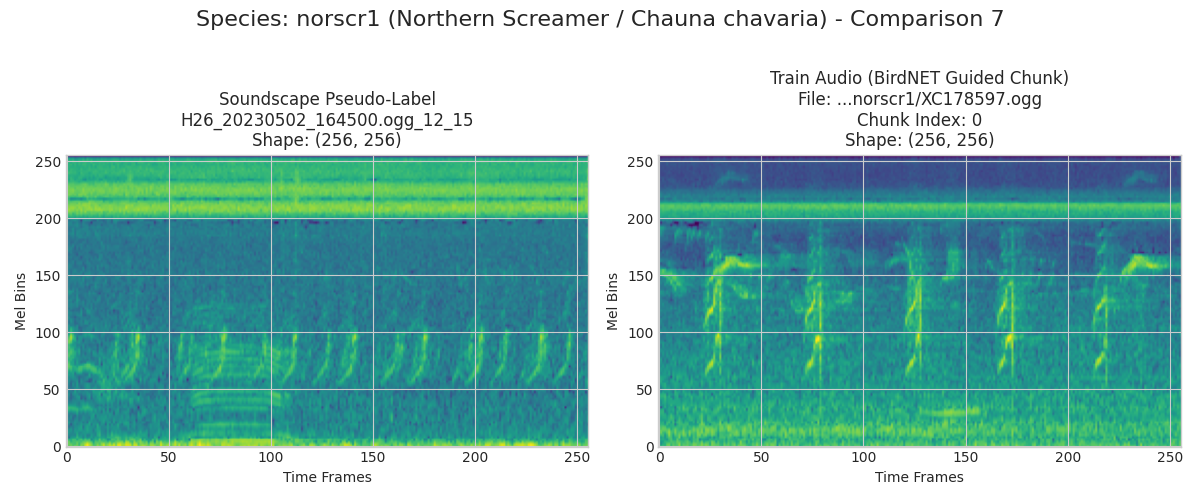 Species: norscr1 (Northern Screamer / Chauna chavaria) - Comparison 7
Soundscape Pseudo-Label
H26_20230502_164500.ogg_12_15
Shape: (256, 256)
250
200
150
100
50
0
Mel Bins
0 50 100 150 200 250
Time Frames
Train Audio (BirdNET Guided Chunk)
File: ...norscr1/XC178597.ogg
Chunk Index: 0
Shape: (256, 256)
250
200
150
100
50
0
Mel Bins
0 50 100 150 200 250
Time Frames